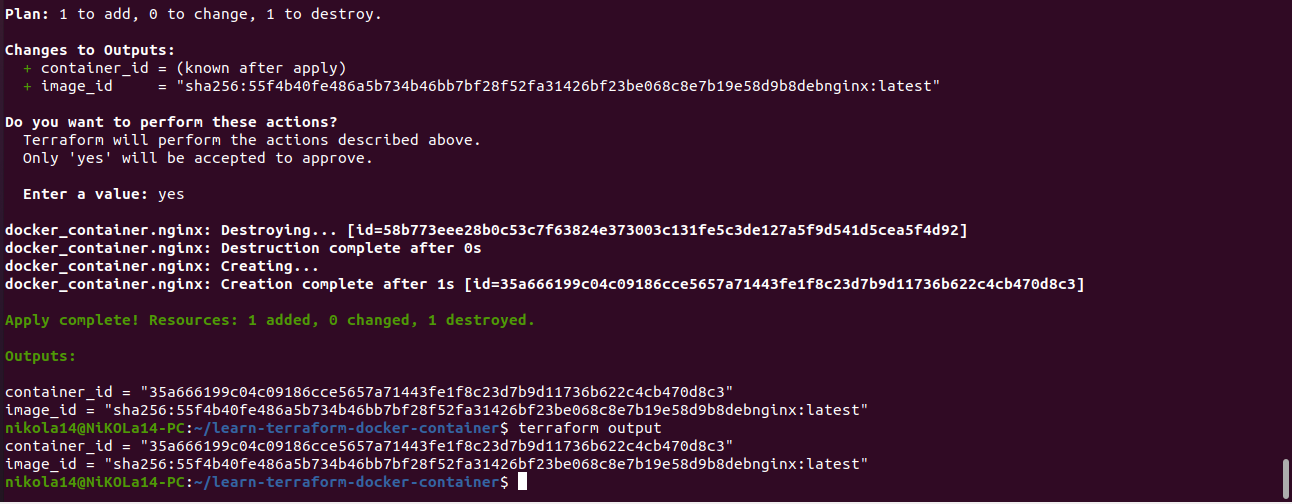 Plan: 1 to add, 0 to change, 1 to destroy.
Changes to Outputs:
+ container_id = (known after apply)
+ image_id     = "sha256:55f4b40fe486a5b734b46bb7bf28f52fa31426bf23be068c8e7b19e58d9b8debnginx:latest"
Do you want to perform these actions?
Terraform will perform the actions described above.
Only 'yes' will be accepted to approve.
Enter a value: yes
docker_container.nginx: Destroying... [id=58b773eee28b0c53c7f63824e373003c131fe5c3de127a5f9d541d5cea5f4d92]
docker_container.nginx: Destruction complete after 0s
docker_container.nginx: Creating...
docker_container.nginx: Creation complete after 1s [id=35a666199c04c09186cce5657a71443fe1f8c23d7b9d11736b622c4cb470d8c3]
Apply complete! Resources: 1 added, 0 changed, 1 destroyed.
Outputs:
container_id = "35a666199c04c09186cce5657a71443fe1f8c23d7b9d11736b622c4cb470d8c3"
image_id = "sha256:55f4b40fe486a5b734b46bb7bf28f52fa31426bf23be068c8e7b19e58d9b8debnginx:latest"
nikola14@NiKOLa14-PC:~/learn-terraform-docker-container$ terraform output
container_id = "35a666199c04c09186cce5657a71443fe1f8c23d7b9d11736b622c4cb470d8c3"
image_id = "sha256:55f4b40fe486a5b734b46bb7bf28f52fa31426bf23be068c8e7b19e58d9b8debnginx:latest"
nikola14@NiKOLa14-PC:~/learn-terraform-docker-container$